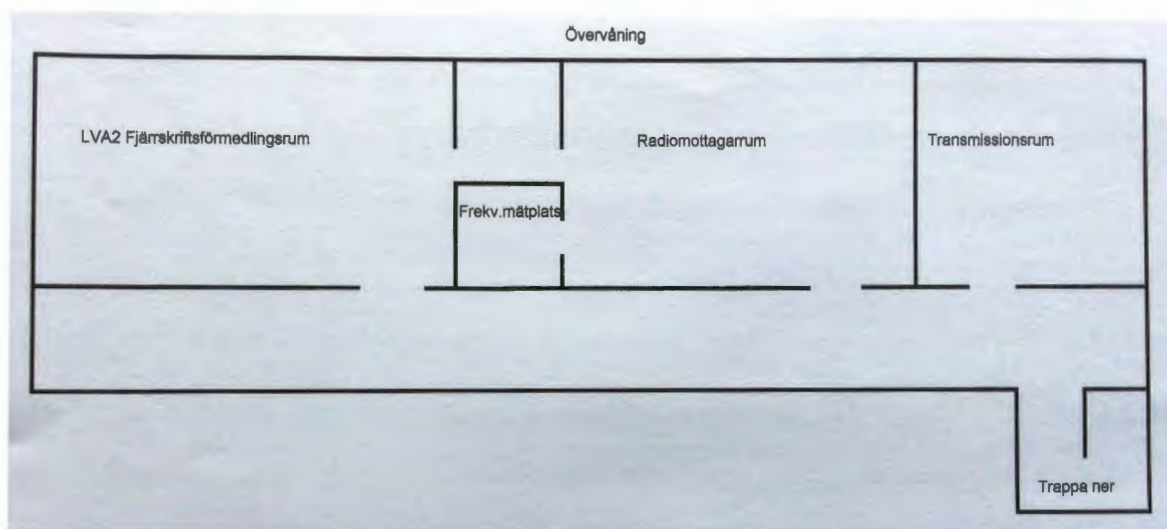 Övervåning
LVA2 Fjärrskriftsförmedlingsrum
Radiomottagarrum
Transmissionsrum
Frekv.mätplats
Trappa ner